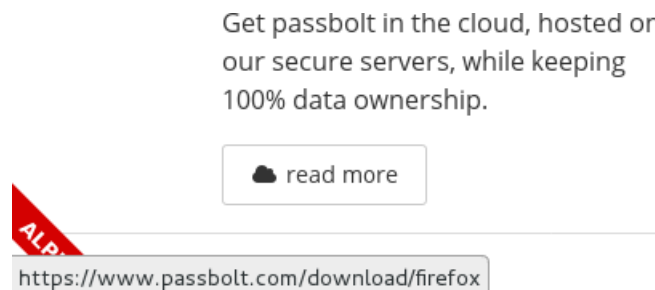 Get passbolt in the cloud, hosted on
our secure servers, while keeping
100% data ownership.
read more
https://www.passbolt.com/download/firefox